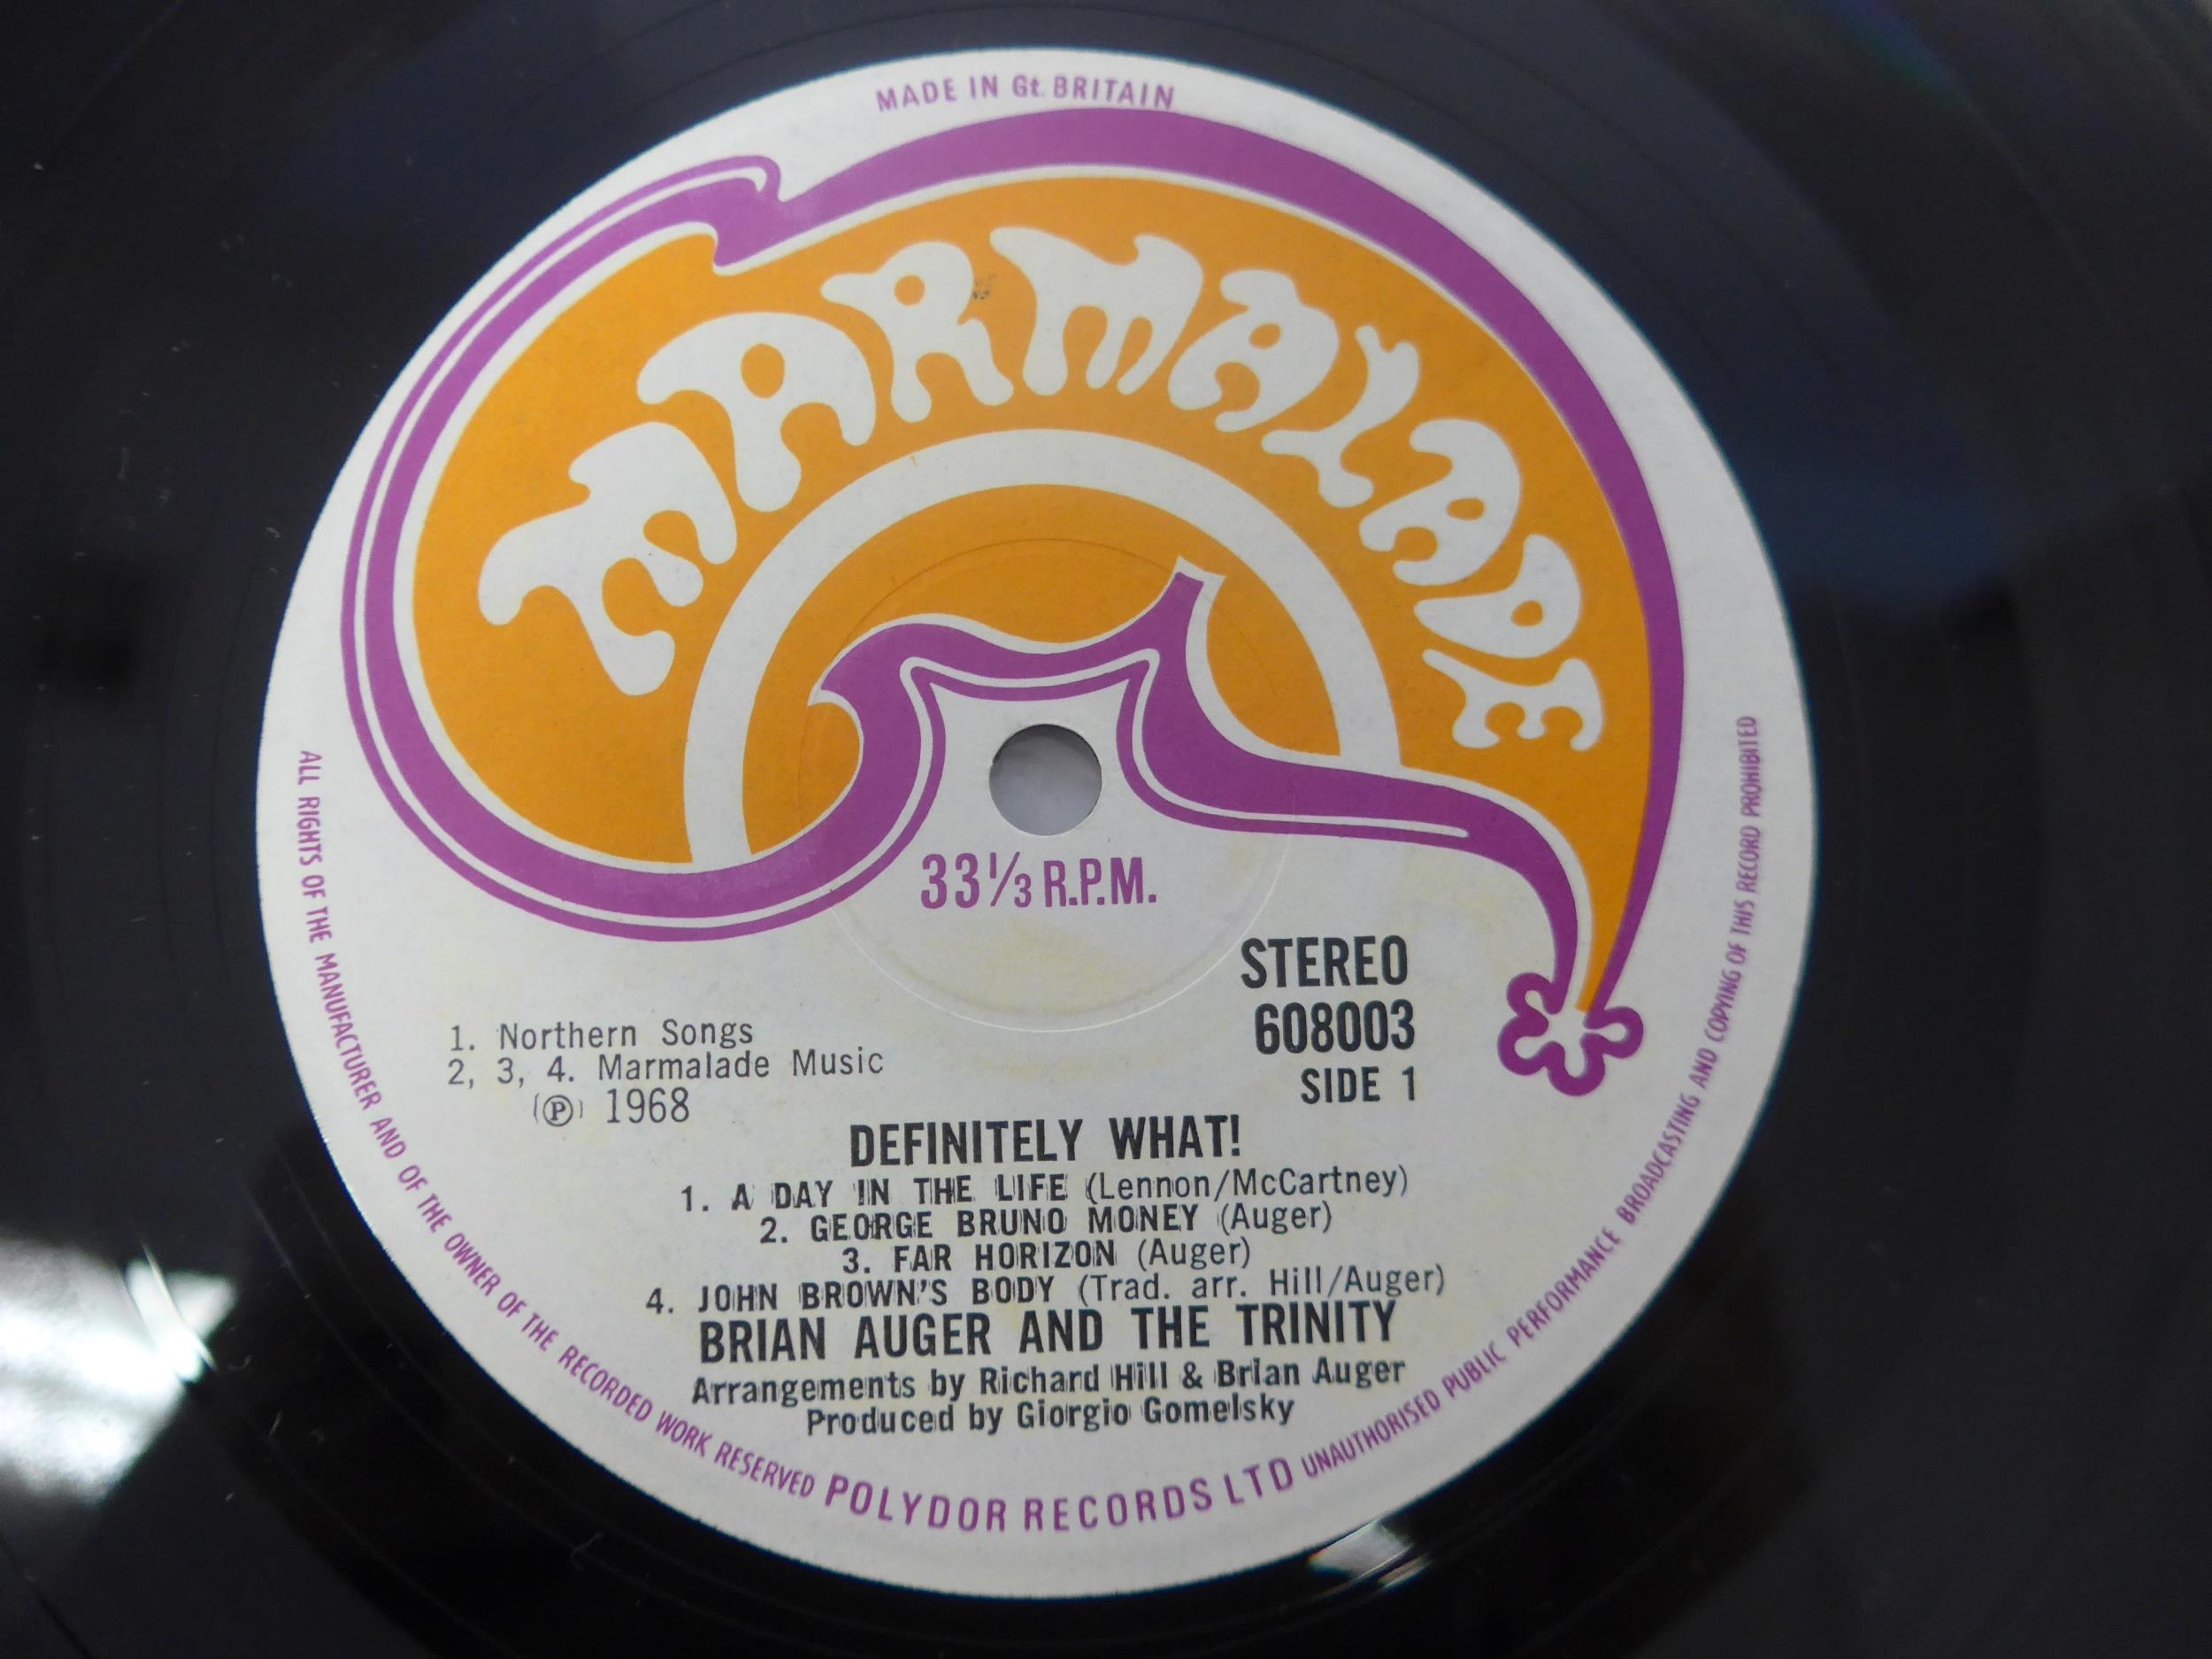 MADE IN Gt. BRITAIN
MARMALADE
33⅓ R.P.M.
STEREO
608003
SIDE 1
1. Northern Songs
2, 3, 4. Marmalade Music
(℗) 1968
DEFINITELY WHAT!
1. A DAY IN THE LIFE (Lennon/McCartney)
2. GEORGE BRUNO MONEY (Auger)
3. FAR HORIZON (Auger)
4. JOHN BROWN'S BODY (Trad. arr. Hill/Auger)
BRIAN AUGER AND THE TRINITY
Arrangements by Richard Hill & Brian Auger
Produced by Giorgio Gomelsky
ALL RIGHTS OF THE MANUFACTURER AND OF THE OWNER OF THE RECORDED WORK RESERVED POLYDOR RECORDS LTD UNAUTHORISED PUBLIC PERFORMANCE BROADCASTING AND COPYING OF THIS RECORD PROHIBITED